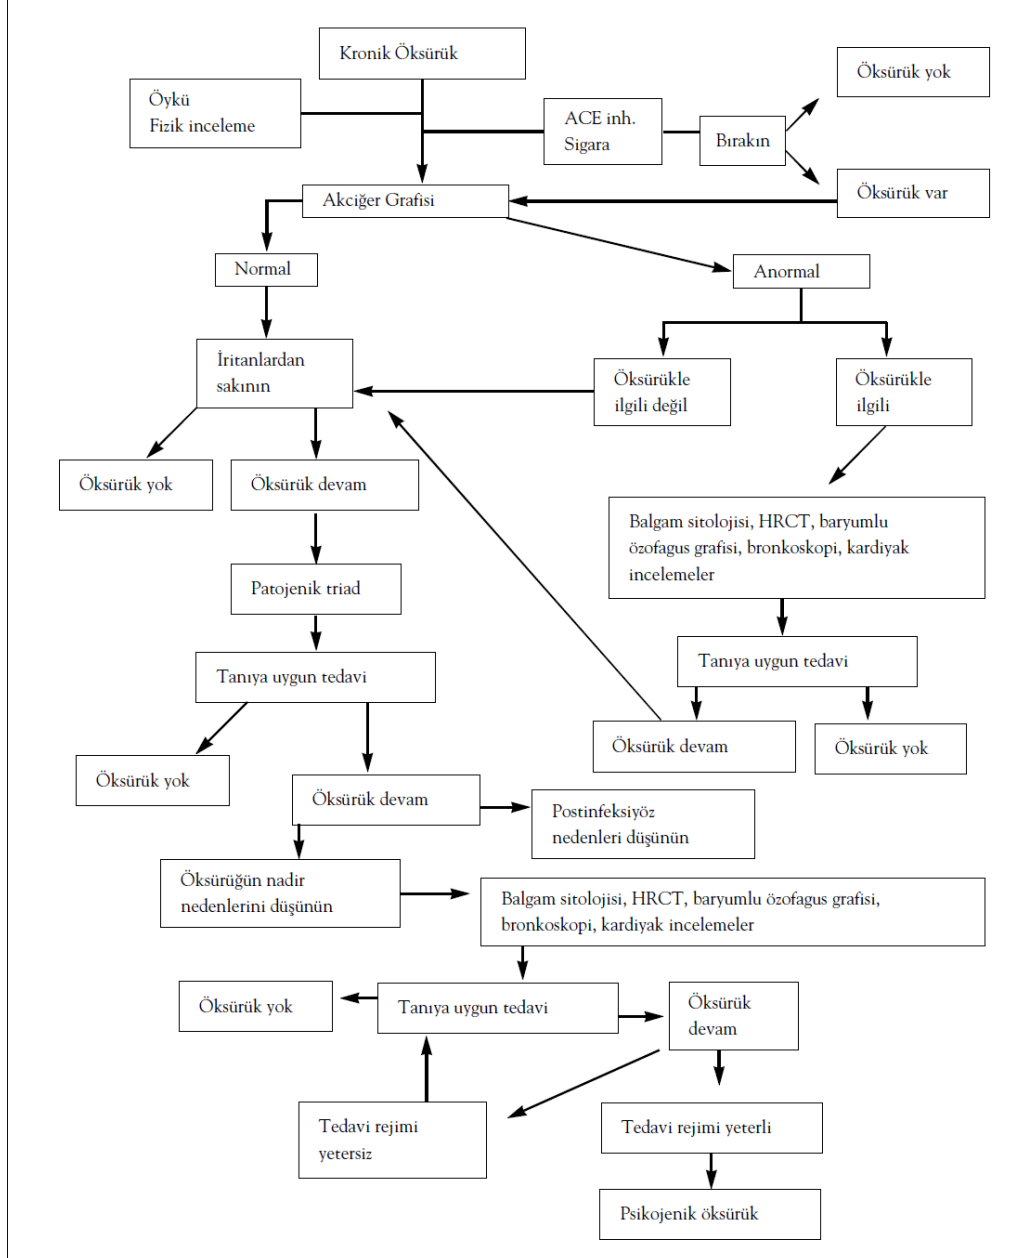 Kronik Öksürük
Öykü
Fizik inceleme
ACE inh.
Sigara
Bırakın
Öksürük yok
Öksürük var
Akciğer Grafisi
Normal
Anormal
İritanlardan
sakının
Öksürükle
ilgili değil
Öksürükle
ilgili
Öksürük yok
Öksürük devam
Balgam sitolojisi, HRCT, baryumlu
özofagus grafisi, bronkoskopi, kardiyak
incelemeler
Patojenik triad
Tanıya uygun tedavi
Tanıya uygun tedavi
Öksürük devam
Öksürük yok
Öksürük yok
Öksürük devam
Postinfeksiyöz
nedenleri düşünün
Öksürüğün nadir
nedenlerini düşünün
Balgam sitolojisi, HRCT, baryumlu özofagus grafisi,
bronkoskopi, kardiyak incelemeler
Öksürük yok
Tanıya uygun tedavi
Öksürük
devam
Tedavi rejimi
yetersiz
Tedavi rejimi yeterli
Psikojenik öksürük